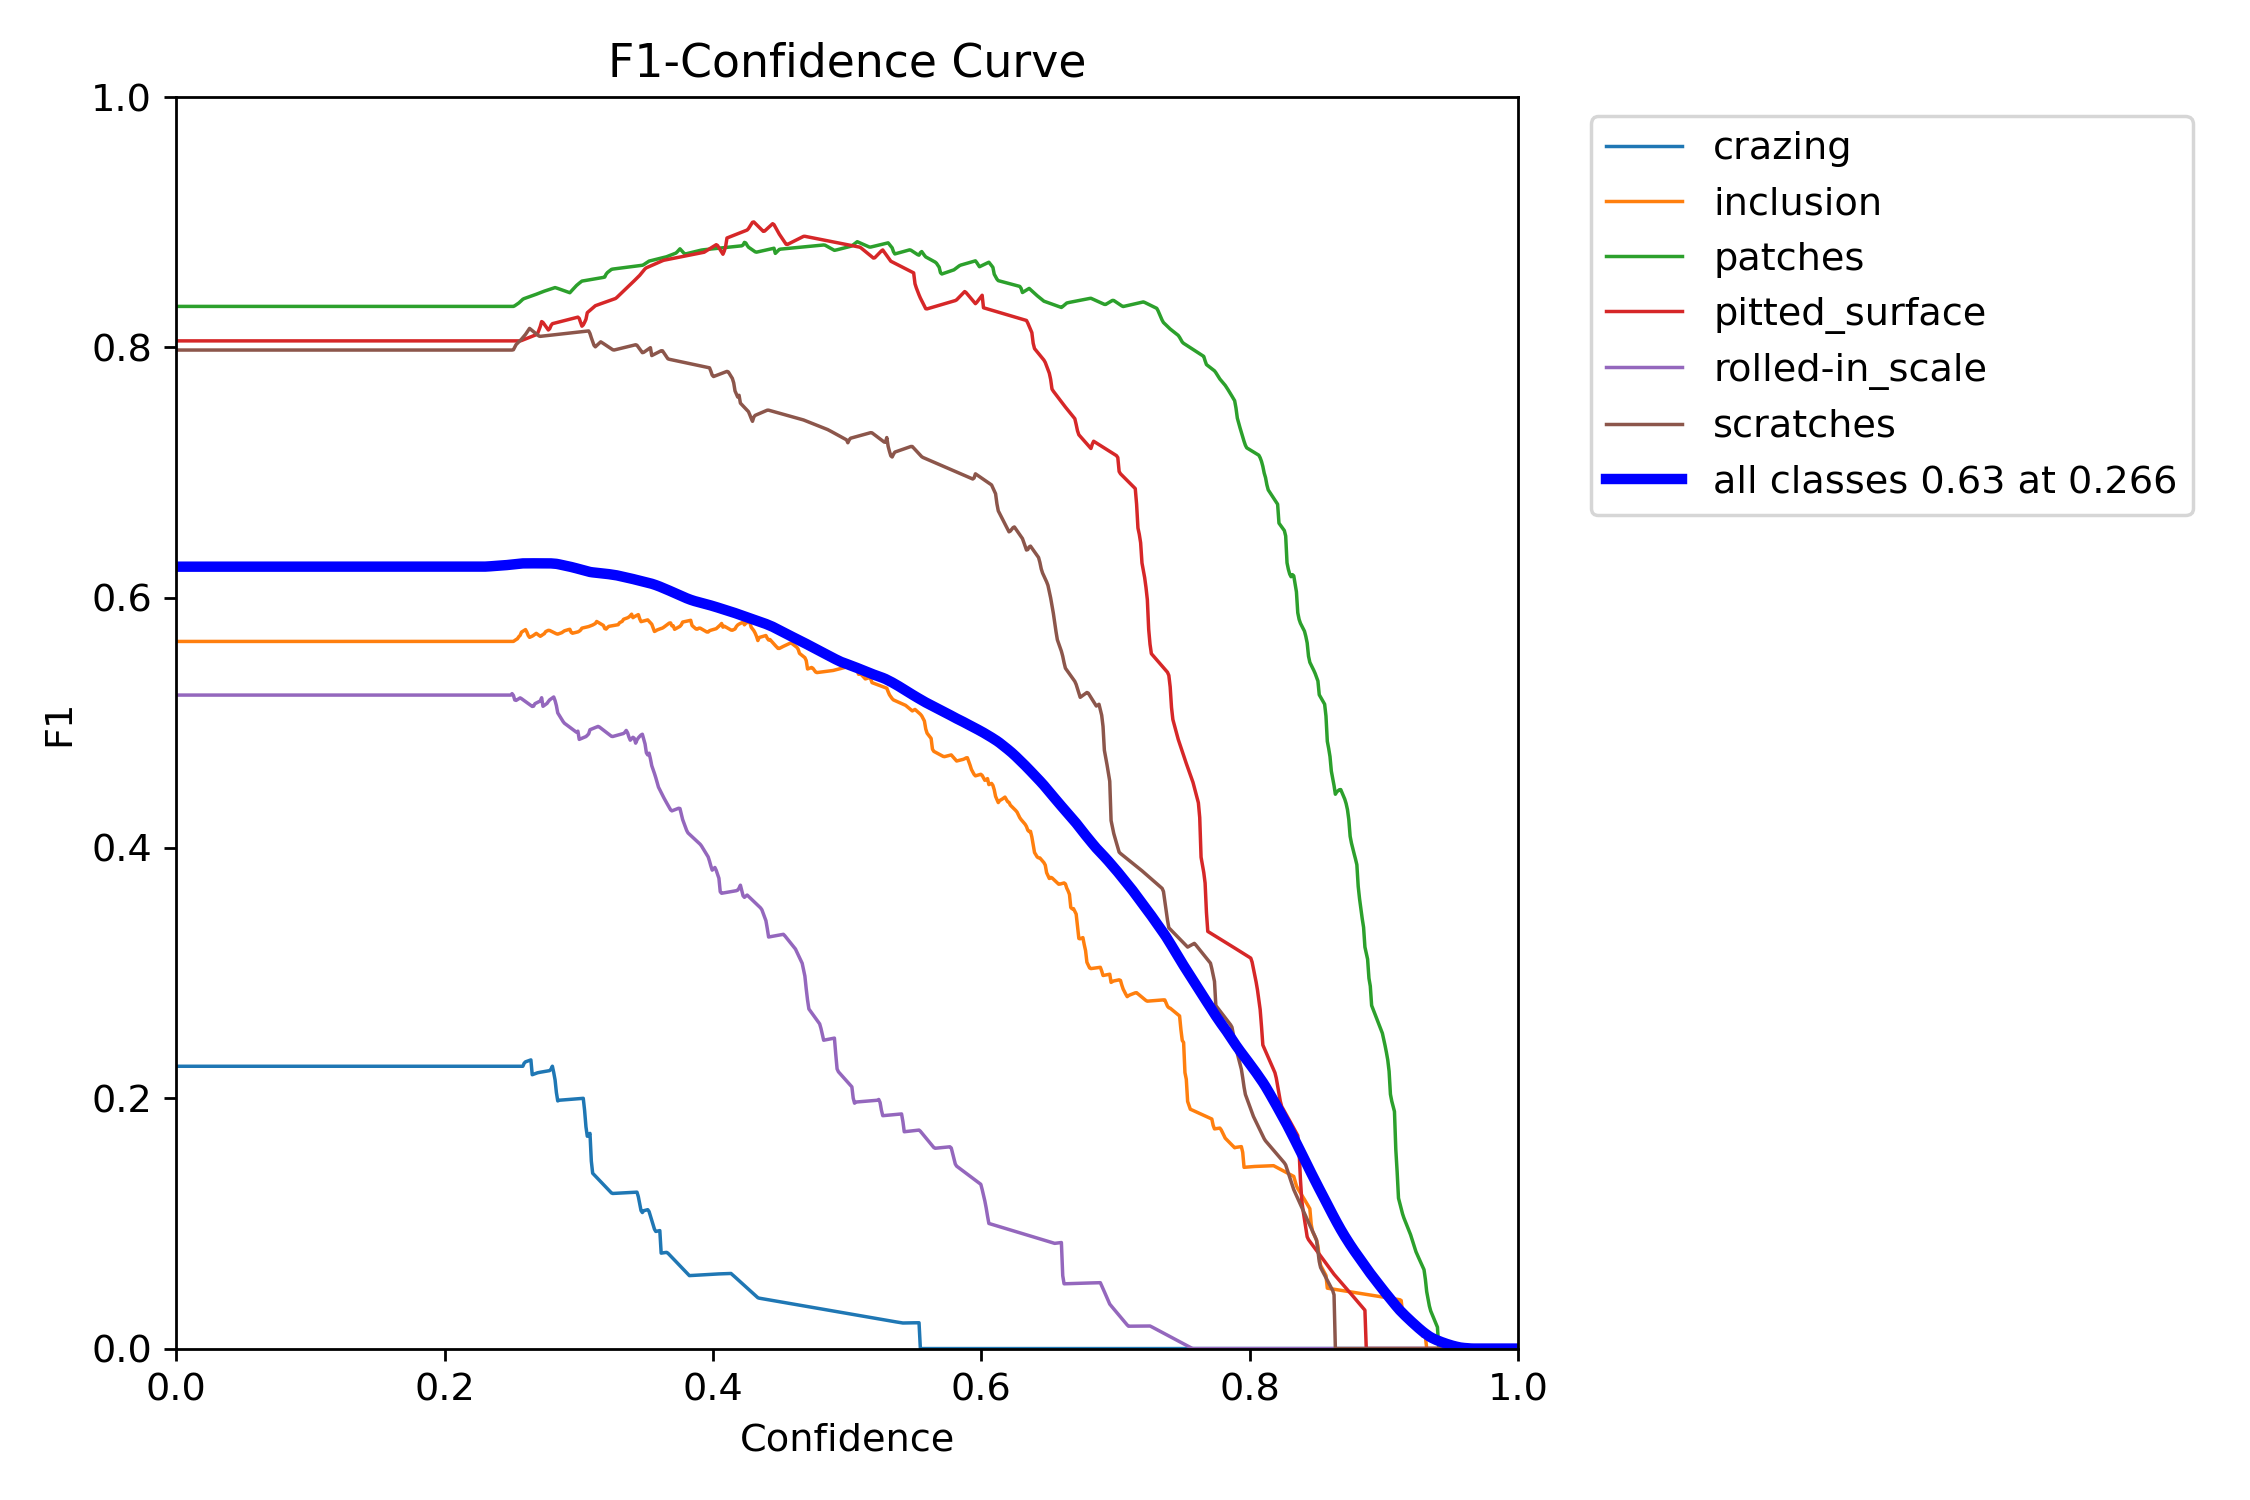 F1-Confidence Curve
1.0
0.8
0.6
0.4
0.2
0.0
F1
0.0 0.2 0.4 0.6 0.8 1.0
Confidence
crazing
inclusion
patches
pitted_surface
rolled-in_scale
scratches
all classes 0.63 at 0.266